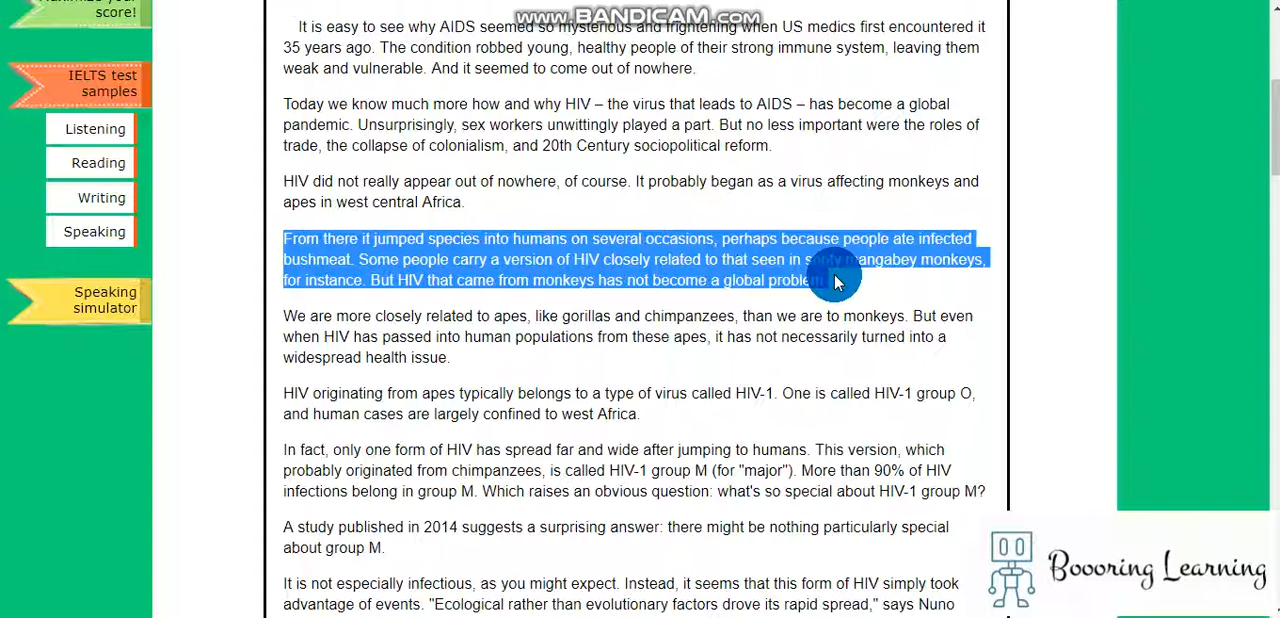 www.BANDICAM.com
score!
It is easy to see why AIDS seemed so mysterious and frightening when US medics first encountered it
35 years ago. The condition robbed young, healthy people of their strong immune system, leaving them
weak and vulnerable. And it seemed to come out of nowhere.
IELTS test
samples
Listening
Reading
Writing
Speaking
Speaking
simulator
Today we know much more how and why HIV – the virus that leads to AIDS – has become a global
pandemic. Unsurprisingly, sex workers unwittingly played a part. But no less important were the roles of
trade, the collapse of colonialism, and 20th Century sociopolitical reform.
HIV did not really appear out of nowhere, of course. It probably began as a virus affecting monkeys and
apes in west central Africa.
From there it jumped species into humans on several occasions, perhaps because people ate infected
bushmeat. Some people carry a version of HIV closely related to that seen in sooty mangabey monkeys,
for instance. But HIV that came from monkeys has not become a global problem.
We are more closely related to apes, like gorillas and chimpanzees, than we are to monkeys. But even
when HIV has passed into human populations from these apes, it has not necessarily turned into a
widespread health issue.
HIV originating from apes typically belongs to a type of virus called HIV-1. One is called HIV-1 group O,
and human cases are largely confined to west Africa.
In fact, only one form of HIV has spread far and wide after jumping to humans. This version, which
probably originated from chimpanzees, is called HIV-1 group M (for "major"). More than 90% of HIV
infections belong in group M. Which raises an obvious question: what's so special about HIV-1 group M?
A study published in 2014 suggests a surprising answer: there might be nothing particularly special
about group M.
It is not especially infectious, as you might expect. Instead, it seems that this form of HIV simply took
advantage of events. "Ecological rather than evolutionary factors drove its rapid spread," says Nuno
Boooring Learning